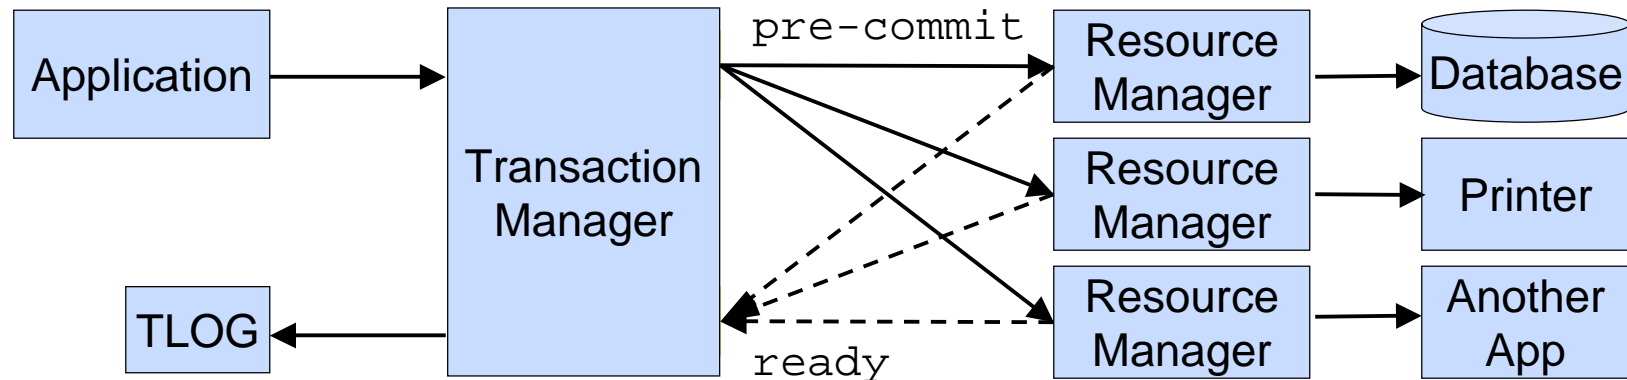 Application
TLOG
Transaction
Manager
pre-commit
ready
Resource
Manager
Database
Resource
Manager
Printer
Resource
Manager
Another
App